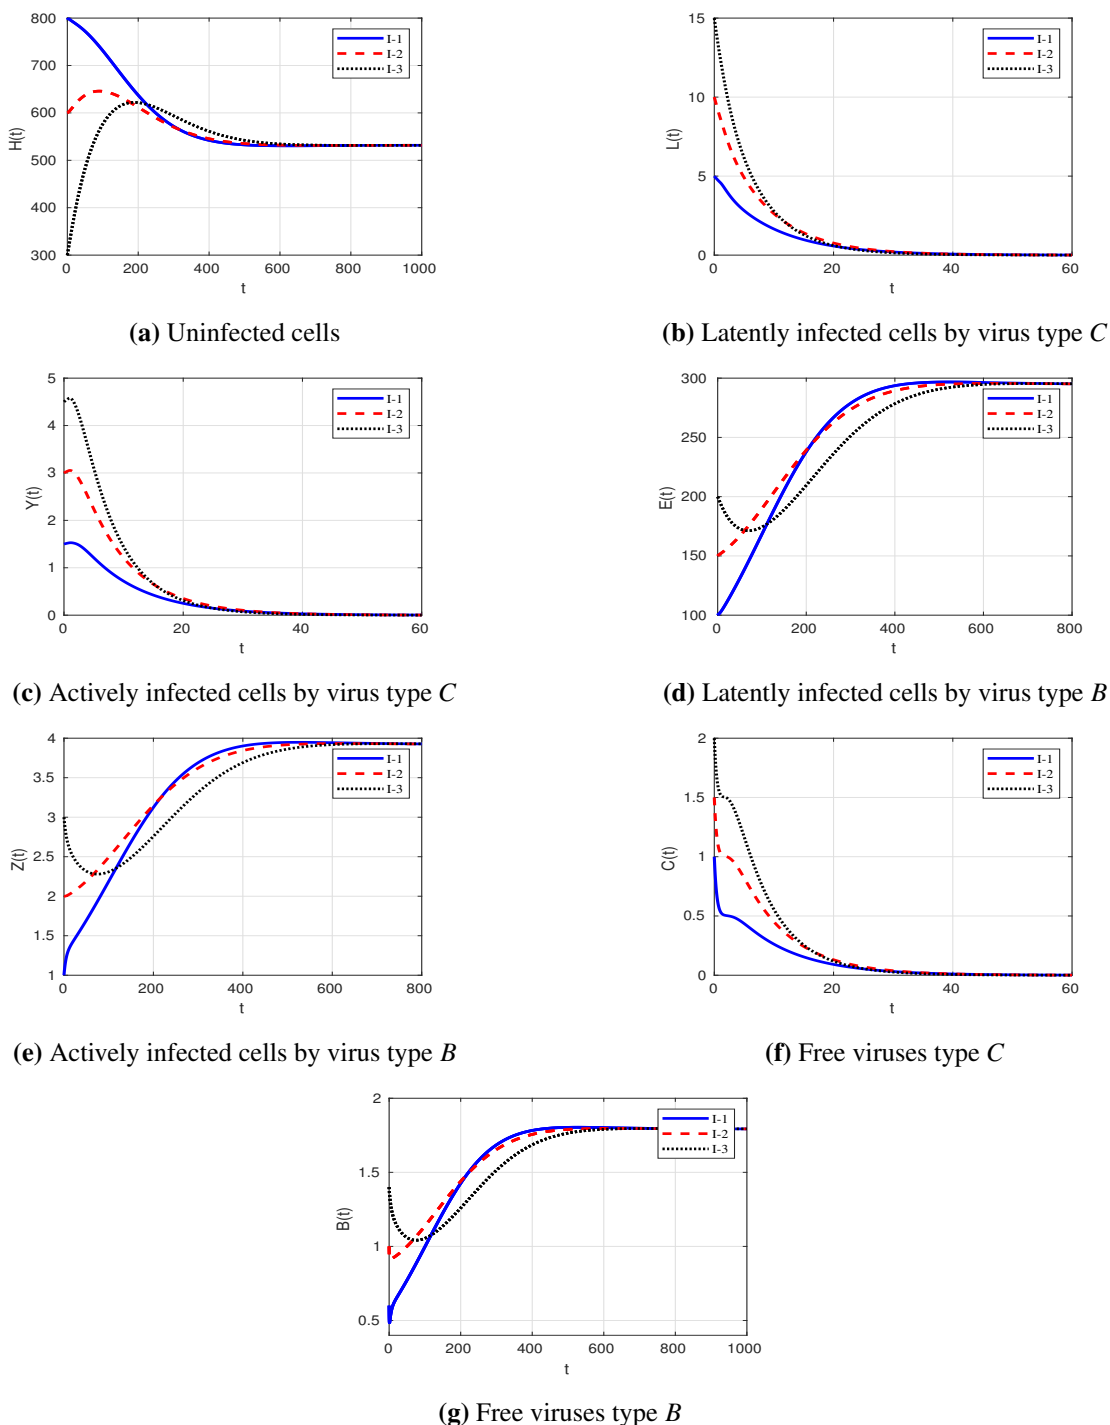 800
700
600
500
400
300
H(t)
0 200 400 600 800 1000
t
I-1
I-2
I-3
(a) Uninfected cells
15
10
5
0
L(t)
0 20 40 60
t
I-1
I-2
I-3
(b) Latently infected cells by virus type C
5
4
3
2
1
0
Y(t)
0 20 40 60
t
I-1
I-2
I-3
(c) Actively infected cells by virus type C
300
250
200
150
100
E(t)
0 200 400 600 800
t
I-1
I-2
I-3
(d) Latently infected cells by virus type B
4
3.5
3
2.5
2
1.5
1
Z(t)
0 200 400 600 800
t
I-1
I-2
I-3
(e) Actively infected cells by virus type B
2
1.5
1
0.5
0
C(t)
0 20 40 60
t
I-1
I-2
I-3
(f) Free viruses type C
2
1.5
1
0.5
B(t)
0 200 400 600 800 1000
t
I-1
I-2
I-3
(g) Free viruses type B